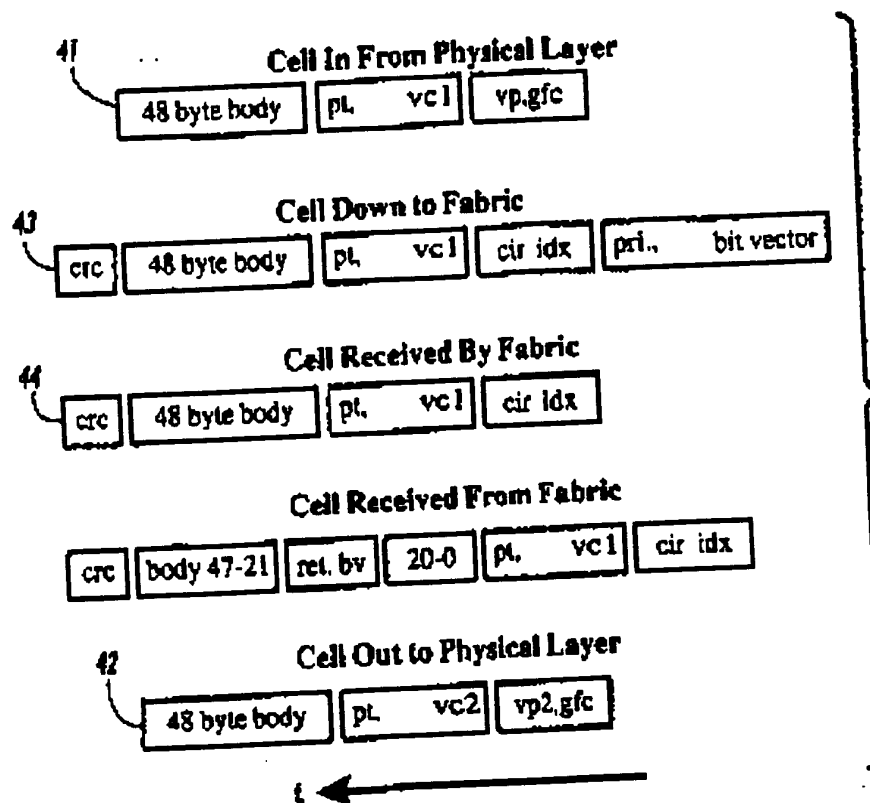 41
Cell In From Physical Layer
48 byte body pt, vc1 vp,gfc
43
Cell Down to Fabric
crc 48 byte body pt, vc1 cir idx pri., bit vector
44
Cell Received By Fabric
crc 48 byte body pt, vc1 cir idx
Cell Received From Fabric
crc body 47-21 ret. bv 20-0 pt, vc1 cir idx
42
Cell Out to Physical Layer
48 byte body pt, vc2 vp2,gfc
t